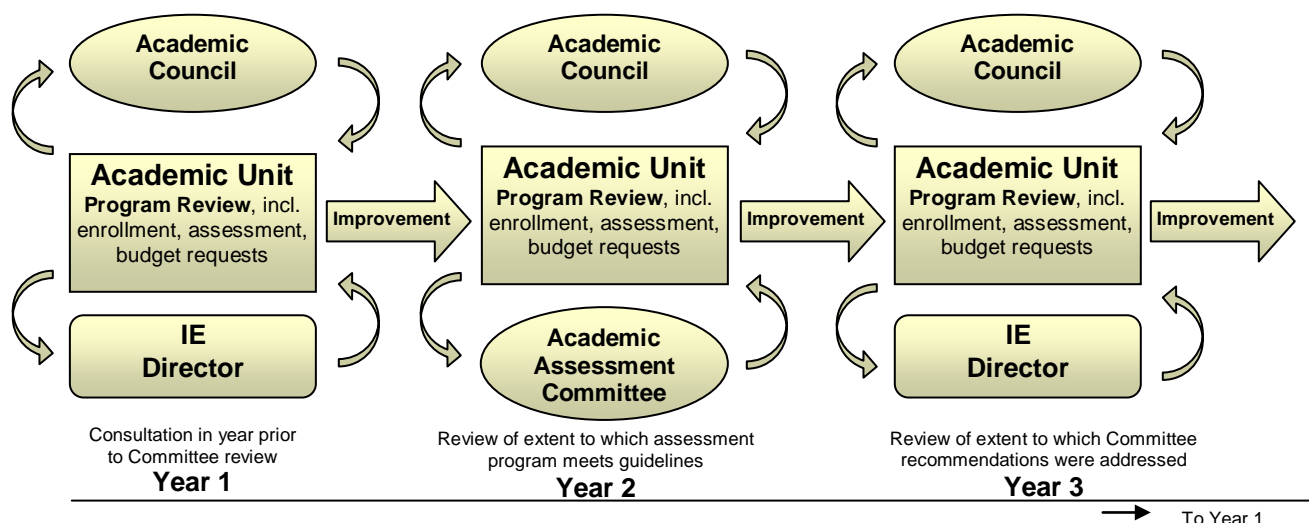 Academic
Council
Academic
Council
Academic
Council
Academic Unit
Program Review, incl.
enrollment, assessment,
budget requests
Improvement
Academic Unit
Program Review, incl.
enrollment, assessment,
budget requests
Improvement
Academic Unit
Program Review, incl.
enrollment, assessment,
budget requests
Improvement
IE
Director
Academic
Assessment
Committee
IE
Director
Consultation in year prior
to Committee review
Year 1
Review of extent to which assessment
program meets guidelines
Year 2
Review of extent to which Committee
recommendations were addressed
Year 3
To Year 1